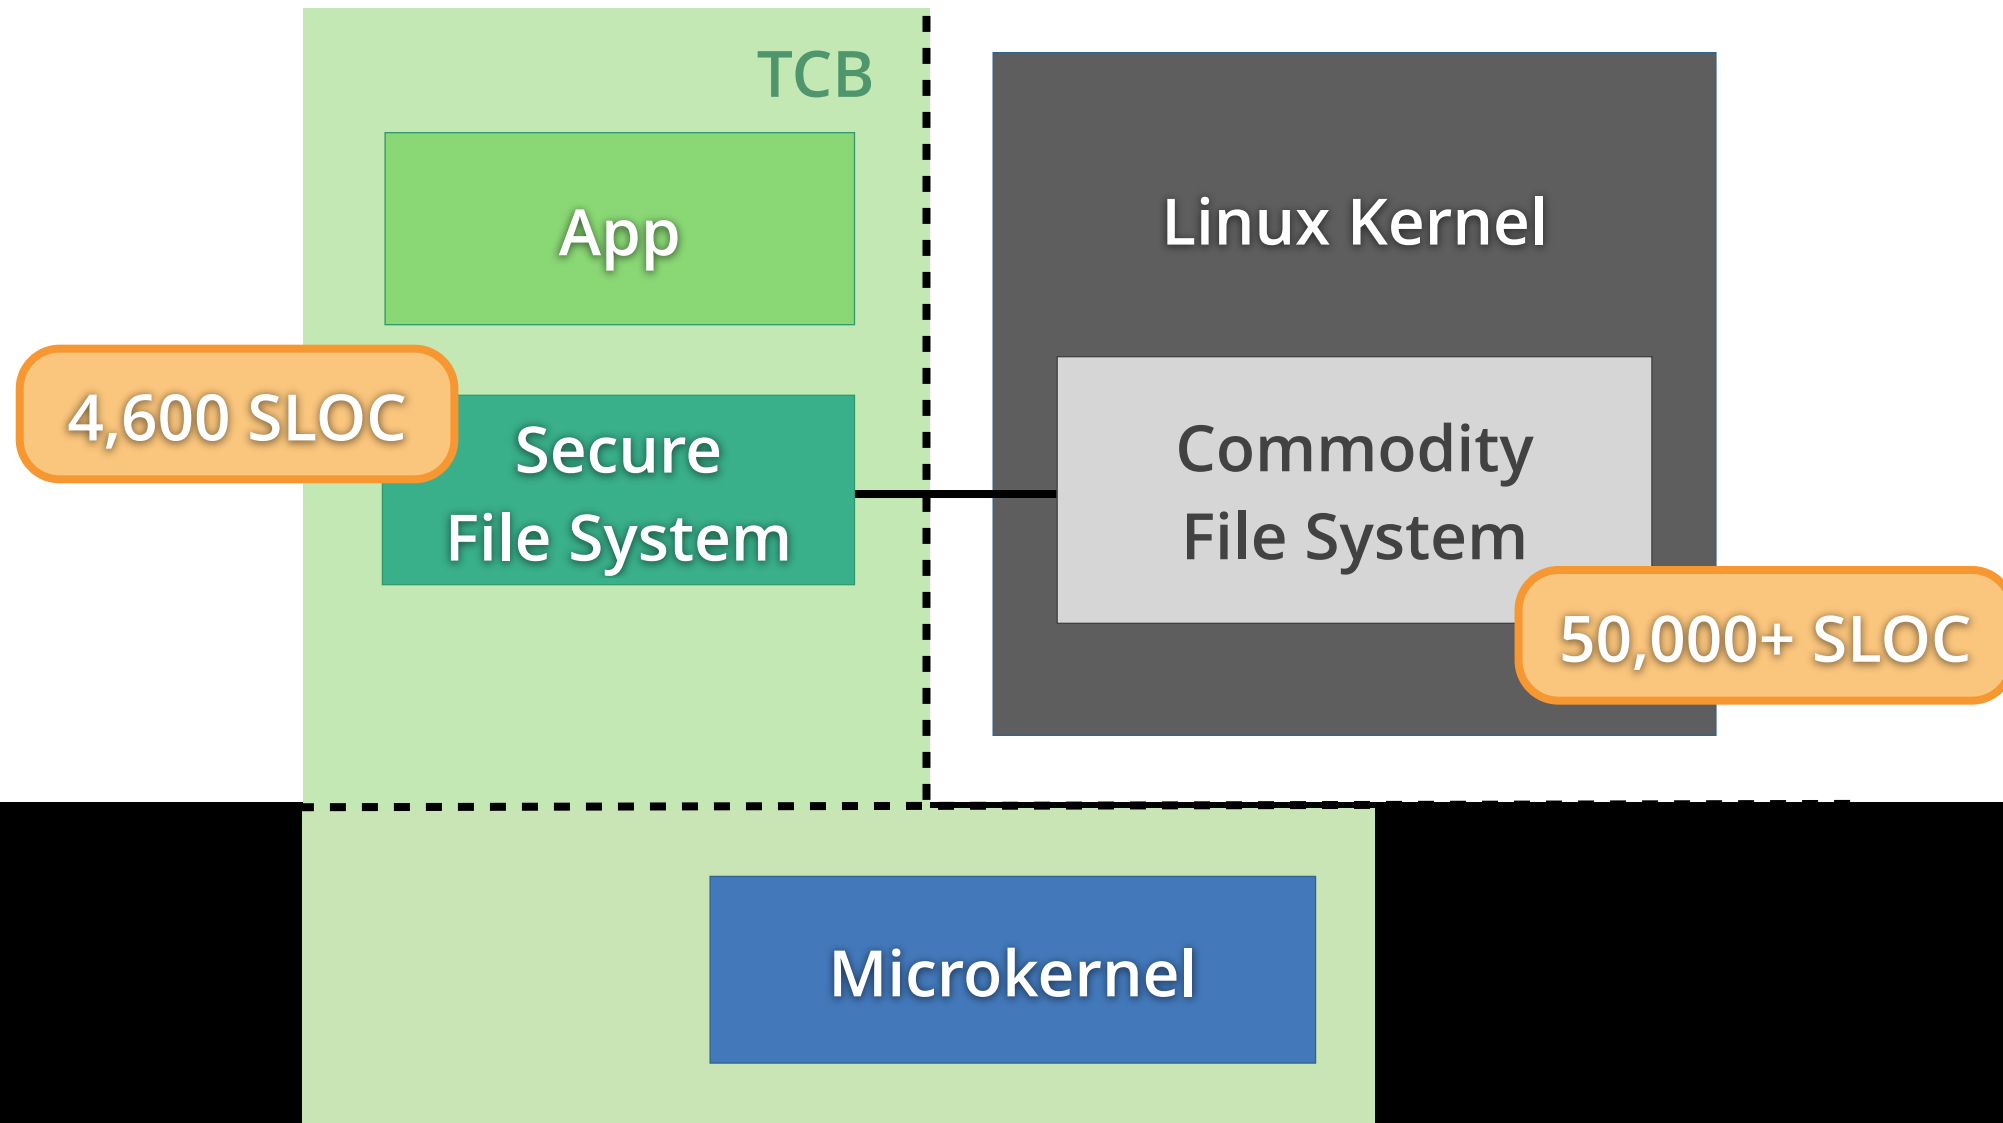 TCB
App
Linux Kernel
4,600 SLOC
Secure
File System
Commodity
File System
50,000+ SLOC
Microkernel